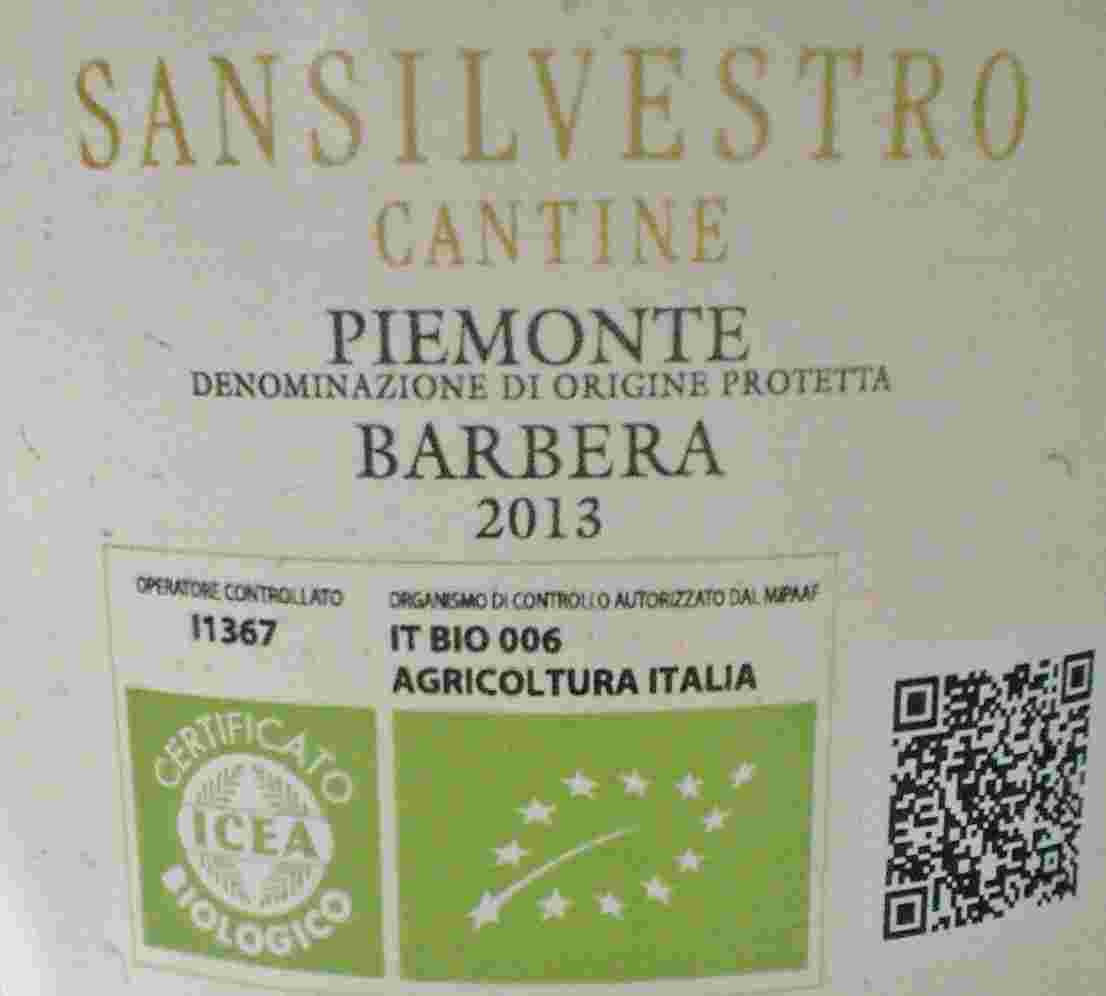 SANSILVESTRO
CANTINE
PIEMONTE
DENOMINAZIONE DI ORIGINE PROTETTA
BARBERA
2013
OPERATORE CONTROLLATO
I1367
ORGANISMO DI CONTROLLO AUTORIZZATO DAL MIPAAF
IT BIO 006
AGRICOLTURA ITALIA
CERTIFICATO
ICEA
BIOLOGICO